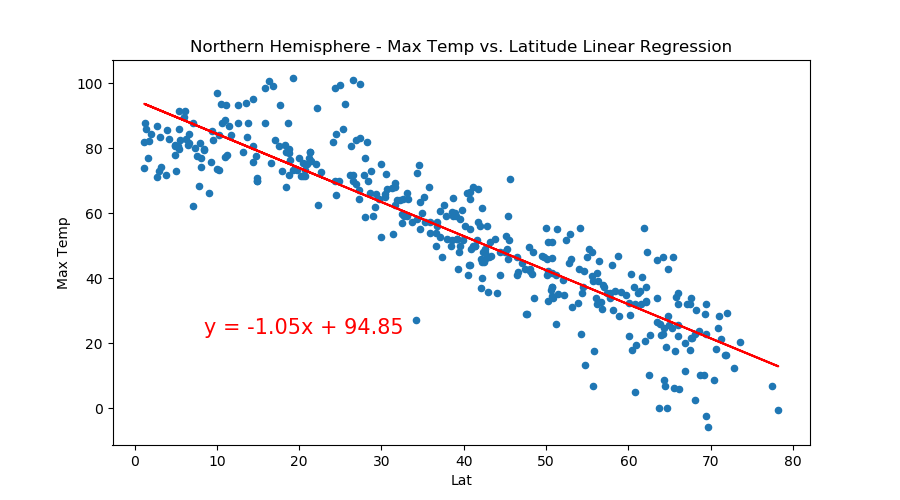 Northern Hemisphere - Max Temp vs. Latitude Linear Regression
100
80
60
40
20
0
Max Temp
y = -1.05x + 94.85
0 10 20 30 40 50 60 70 80
Lat